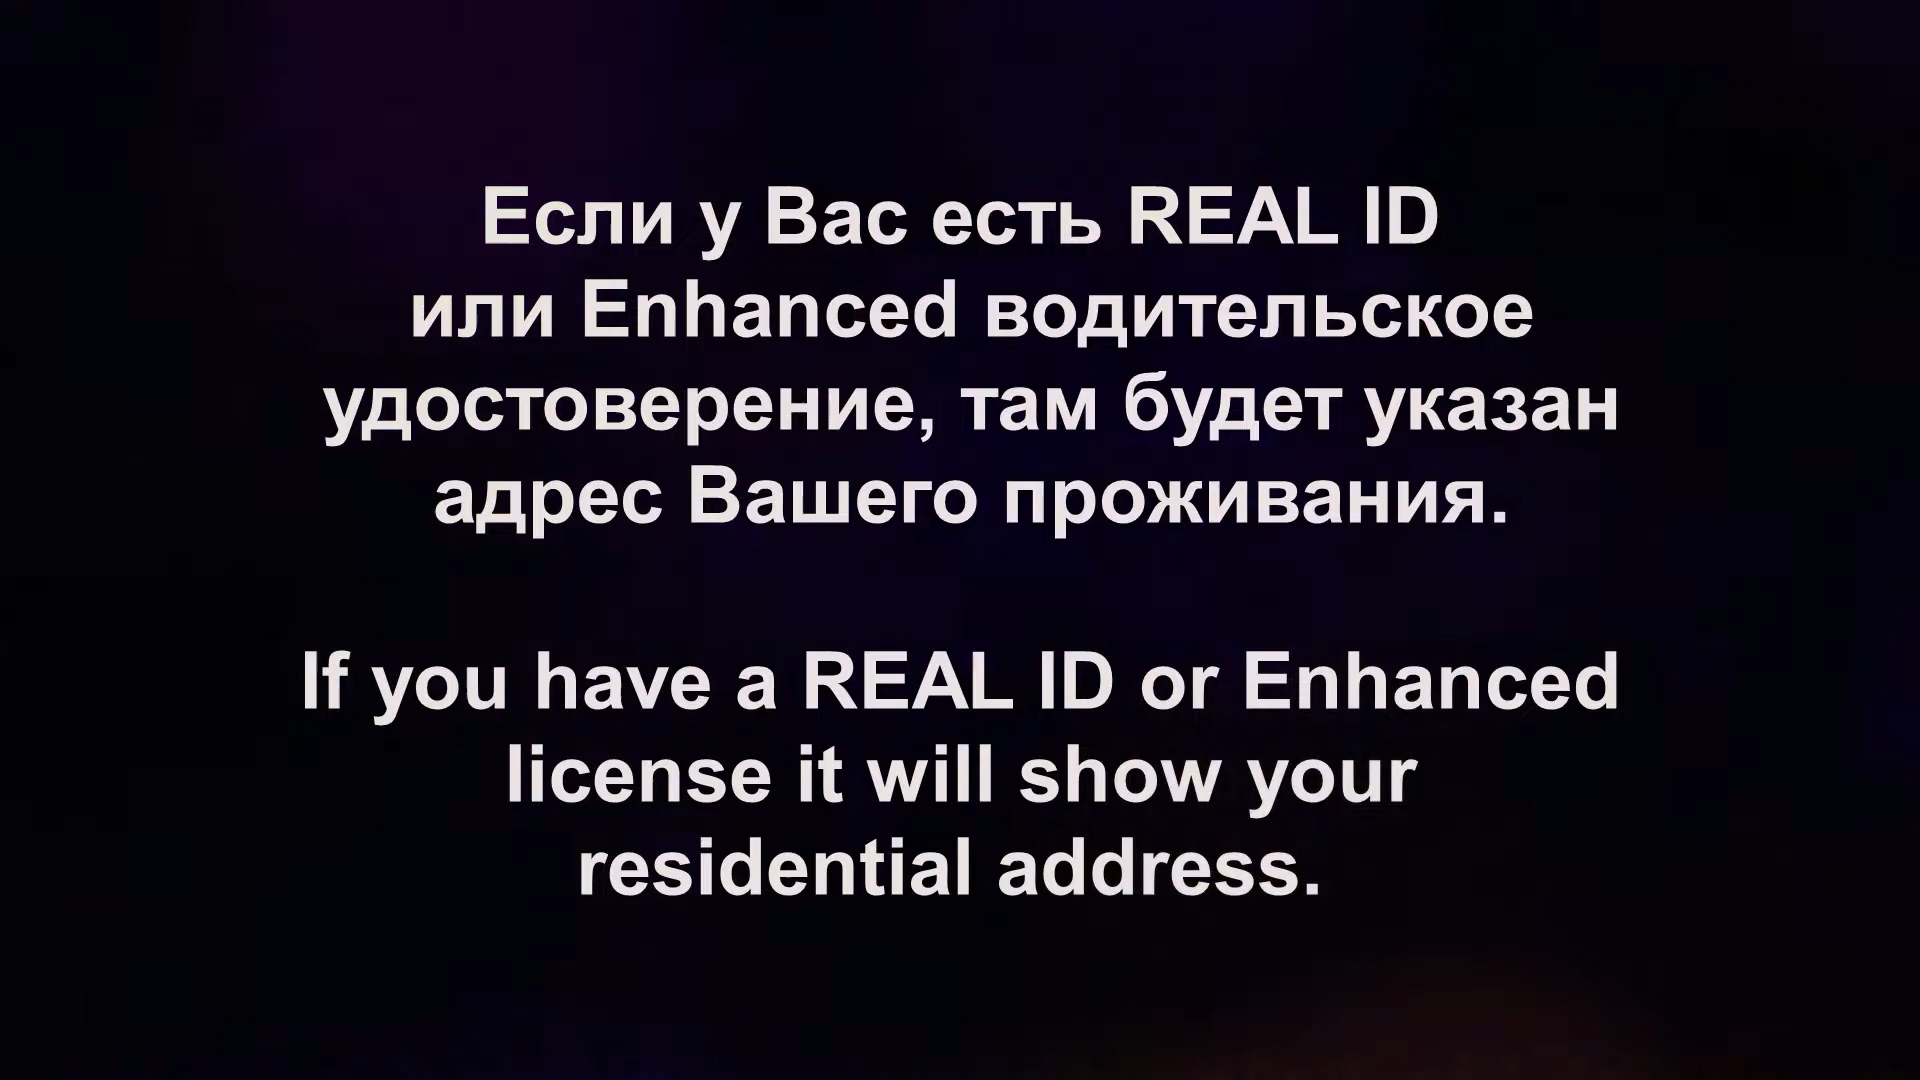 Если у Вас есть REAL ID
или Enhanced водительское
удостоверение, там будет указан
адрес Вашего проживания.
If you have a REAL ID or Enhanced
license it will show your
residential address.